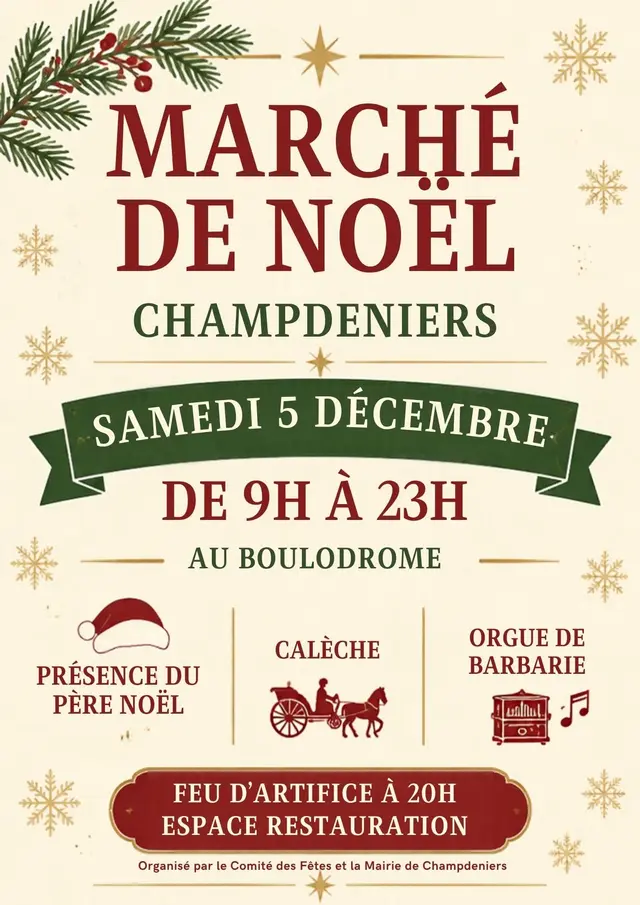 MARCHÉ
DE NOËL
CHAMPDENIERS
SAMEDI 5 DÉCEMBRE
DE 9H À 23H
AU BOULODROME
PRÉSENCE DU
PÈRE NOËL
CALÈCHE
ORGUE DE
BARBARIE
FEU D'ARTIFICE À 20H
ESPACE RESTAURATION
Organisé par le Comité des Fêtes et la Mairie de Champdeniers